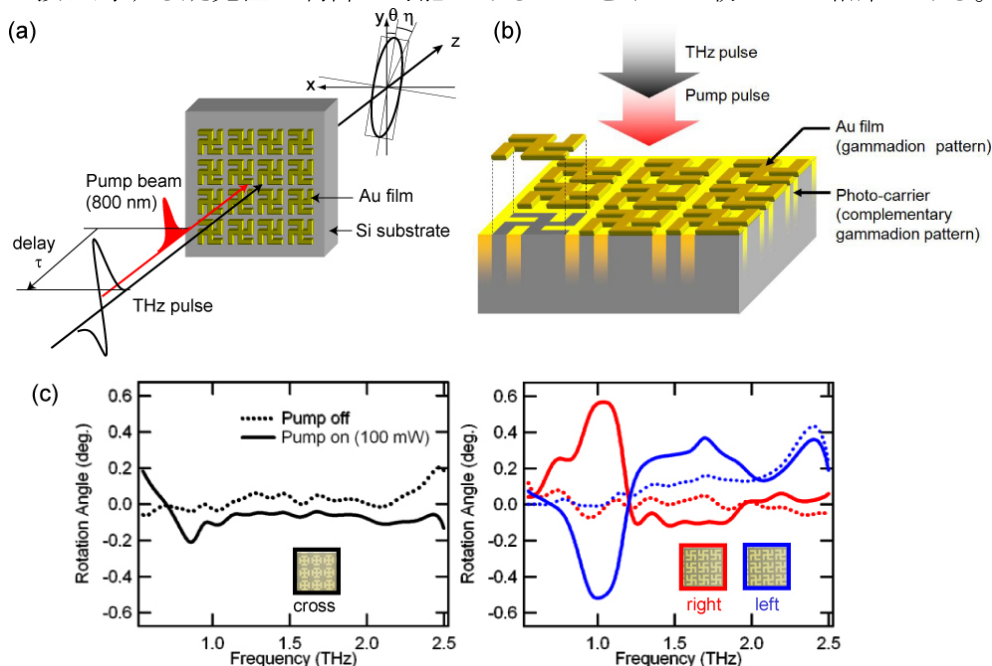 (a)
y θ η
z
x
Pump beam
(800 nm)
Au film
Si substrate
delay
τ
THz pulse
(b)
THz pulse
Pump pulse
Au film
(gammadion pattern)
Photo-carrier
(complementary
gammadion pattern)
(c)
0.6
0.4
0.2
0.0
-0.2
-0.4
-0.6
Rotation Angle (deg.)
Pump off
Pump on (100 mW)
cross
1.0
1.5
2.0
2.5
Frequency (THz)
0.6
0.4
0.2
0.0
-0.2
-0.4
-0.6
Rotation Angle (deg.)
right
left
1.0
1.5
2.0
2.5
Frequency (THz)